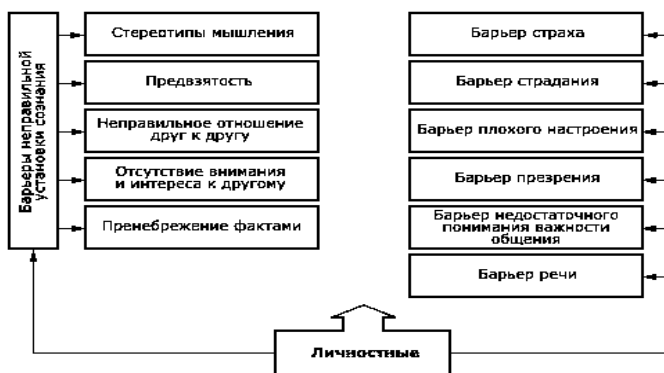 Барьеры неправильной
установки сознания
Стереотипы мышления
Предвзятость
Неправильное отношение
друг к другу
Отсутствие внимания
и интереса к другому
Пренебрежение фактами
Барьер страха
Барьер страдания
Барьер плохого настроения
Барьер презрения
Барьер недостаточного
понимания важности
общения
Барьер речи
Личностные